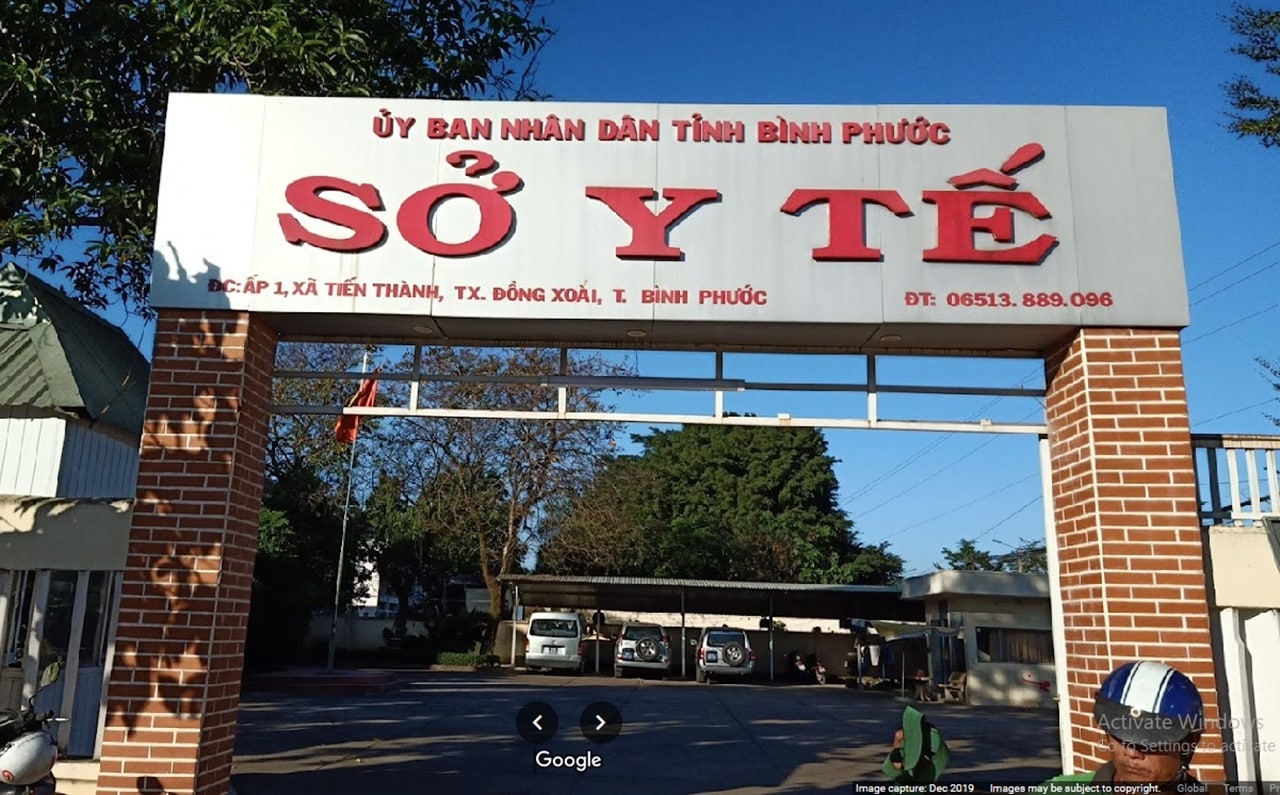 ỦY BAN NHÂN DÂN TỈNH BÌNH PHƯỚC
SỞ Y TẾ
ĐC: ẤP 1, XÃ TIẾN THÀNH, TX. ĐỒNG XOÀI, T. BÌNH PHƯỚC ĐT: 06513. 889.096
Google
Activate Windows
Go to Settings to activate
Image capture: Dec 2019 Images may be subject to copyright. Global Terms